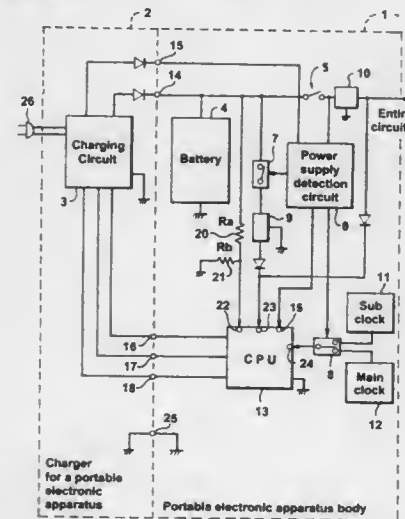 2
1
15
14
5
10
26
4
7
Entire
circuit
Charging
Circuit
Battery
Power
supply
detection
circuit
3
Ra
20
9
6
Rb
21
11
22
23
15
Sub
clock
16
CPU
24
8
17
Main
clock
18
13
12
25
Charger
for a portable
electronic
apparatus
Portable electronic apparatus body